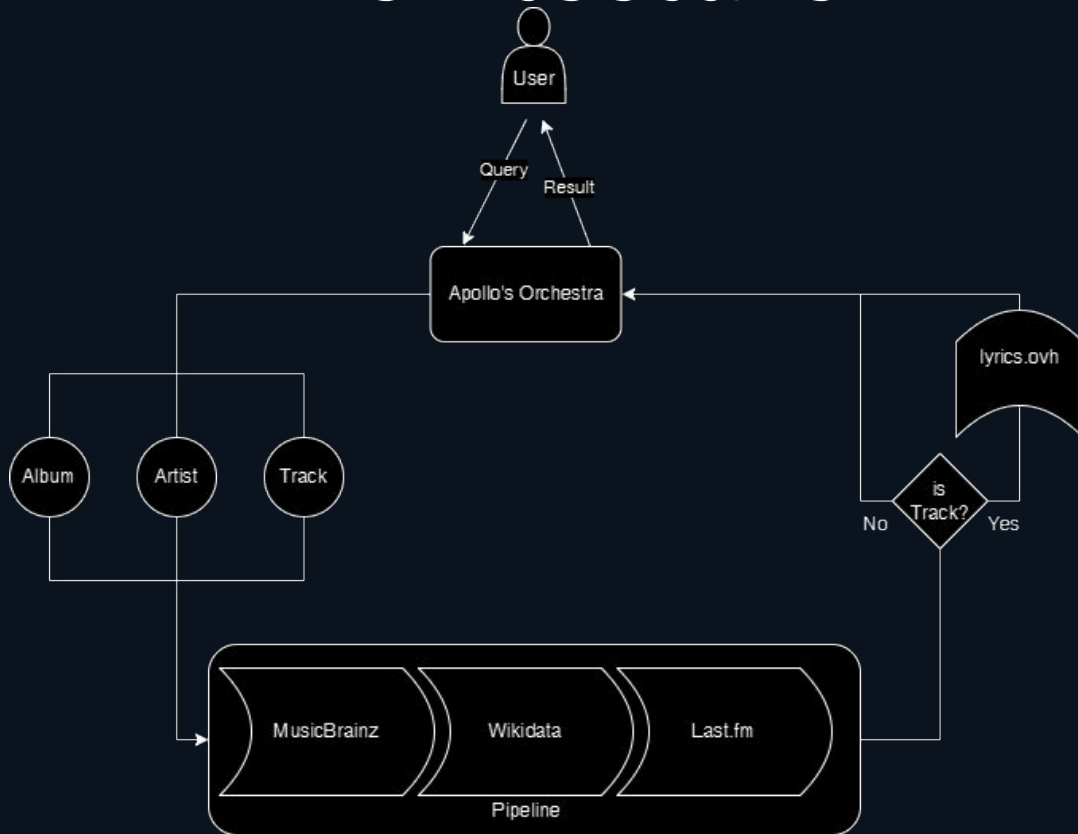 User
Query
Result
Apollo's Orchestra
lyrics.ovh
Album
Artist
Track
is
Track?
No
Yes
MusicBrainz
Wikidata
Last.fm
Pipeline